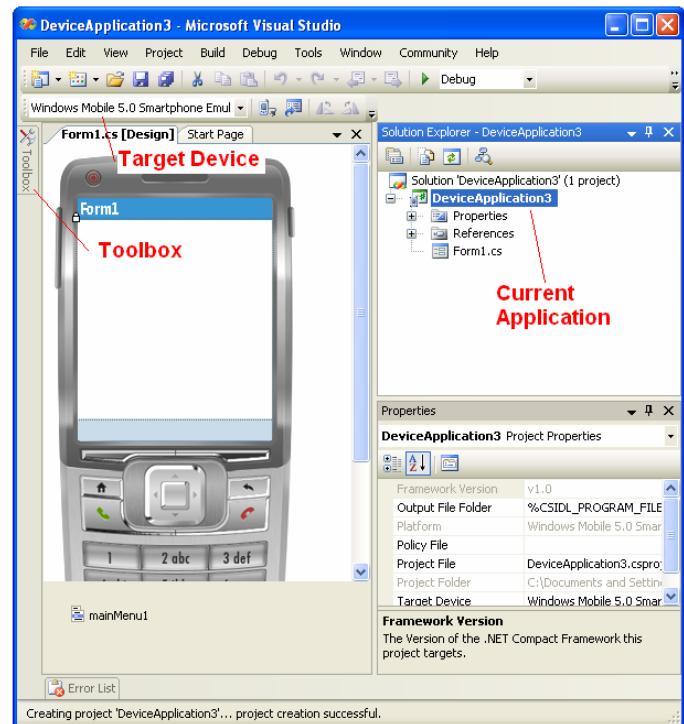 DeviceApplication3 - Microsoft Visual Studio
File Edit View Project Build Debug Tools Window Community Help
Debug
Windows Mobile 5.0 Smartphone Emul
Toolbox
Form1.cs [Design] Start Page
Target Device
Form1
Toolbox
1 2 abc 3 def
mainMenu1
Solution Explorer - DeviceApplication3
Solution 'DeviceApplication3' (1 project)
DeviceApplication3
Properties
References
Form1.cs
Current
Application
Properties
DeviceApplication3 Project Properties
Framework Version v1.0
Output File Folder %CSIDL_PROGRAM_FILE
Platform Windows Mobile 5.0 Smar
Policy File
Project File DeviceApplication3.csproj
Project Folder C:\Documents and Settin
Target Device Windows Mobile 5.0 Smar
Framework Version
The Version of the .NET Compact Framework this
project targets.
Error List
Creating project 'DeviceApplication3'... project creation successful.